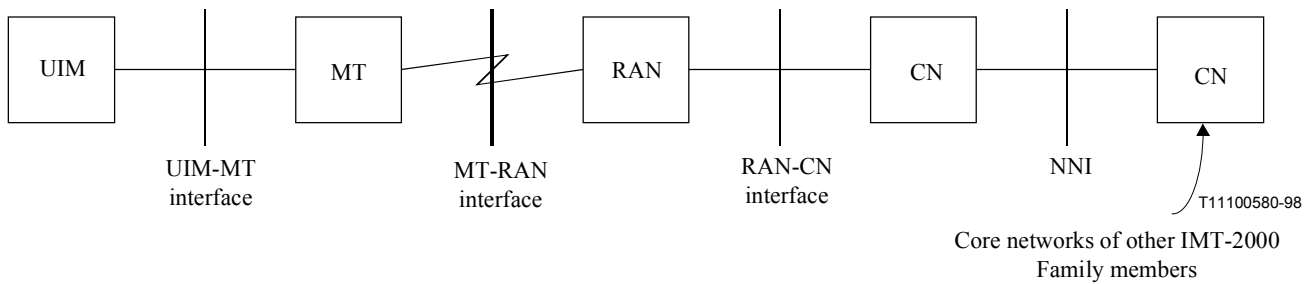 UIM
MT
RAN
CN
CN
UIM-MT
interface
MT-RAN
interface
RAN-CN
interface
NNI
T11100580-98
Core networks of other IMT-2000
Family members